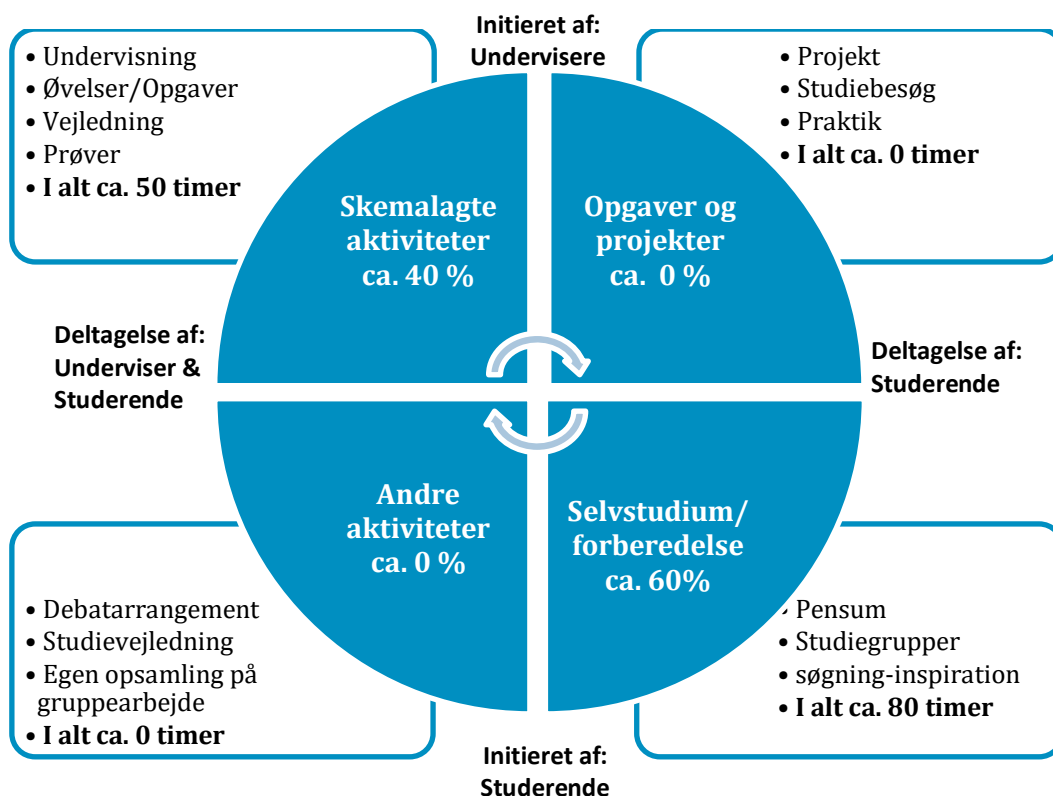 Initieret af:
Undervisere
• Undervisning
• Øvelser/Opgaver
• Vejledning
• Prøver
• I alt ca. 50 timer
• Projekt
• Studiebesøg
• Praktik
• I alt ca. 0 timer
Skemalagte
aktiviteter
ca. 40 %
Opgaver og
projekter
ca. 0 %
Deltagelse af:
Underviser &
Studerende
Deltagelse af:
Studerende
Andre
aktiviteter
ca. 0 %
Selvstudium/
forberedelse
ca. 60%
• Debatarrangement
• Studievejledning
• Egen opsamling på
gruppearbejde
• I alt ca. 0 timer
• Pensum
• Studiegrupper
• søgning-inspiration
• I alt ca. 80 timer
Initieret af:
Studerende